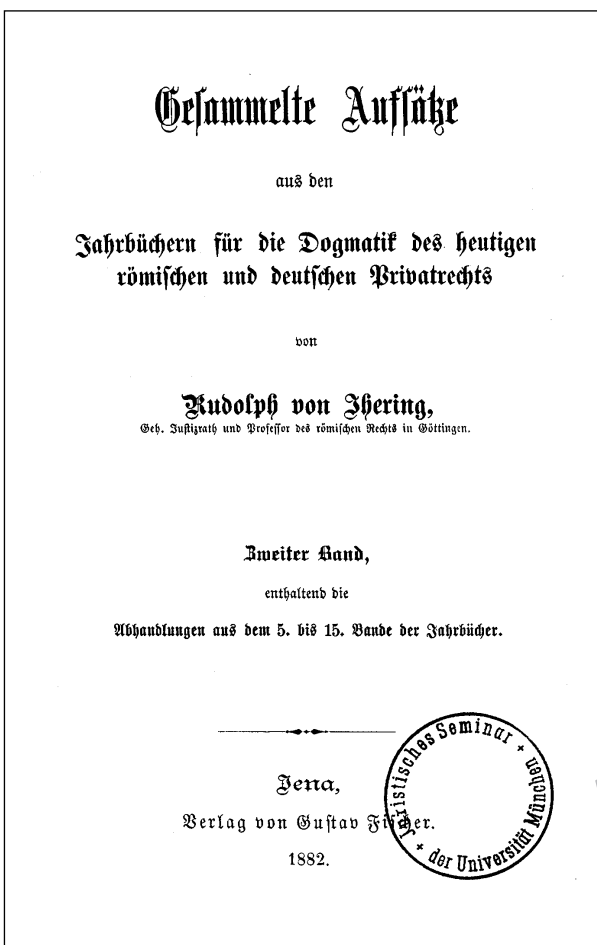 Gesammelte Aufsätze
aus den
Jahrbüchern für die Dogmatik des heutigen
römischen und deutschen Privatrechts
von
Rudolph von Ihering,
Geh. Justizrath und Professor des römischen Rechts in Göttingen.
Zweiter Band,
enthaltend die
Abhandlungen aus dem 5. bis 15. Bande der Jahrbücher.
Jena,
Verlag von Gustav Fischer.
1882.
Juristisches Seminar + der Universität München +